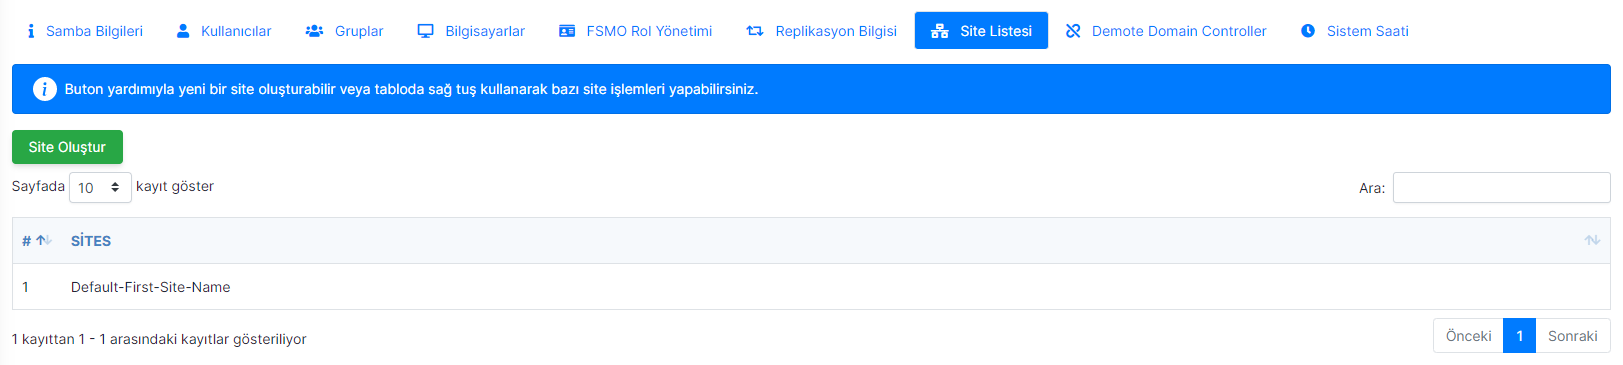 Samba Bilgileri Kullanıcılar Gruplar Bilgisayarlar FSMO Rol Yönetimi Replikasyon Bilgisi Site Listesi Demote Domain Controller Sistem Saati
Buton yardımıyla yeni bir site oluşturabilir veya tabloda sağ tuş kullanarak bazı site işlemleri yapabilirsiniz.
Site Oluştur
Sayfada 10 kayıt göster Ara:
# SİTES
1 Default-First-Site-Name
1 kayıttan 1 - 1 arasındaki kayıtlar gösteriliyor Önceki 1 Sonraki